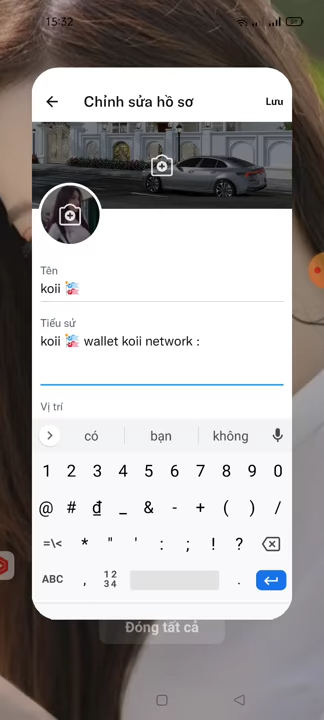 15:32
Chỉnh sửa hồ sơ
Lưu
Tên
koii 🎏
Tiểu sử
koii 🎏 wallet koii network :
Vị trí
có bạn không
1 2 3 4 5 6 7 8 9 0
@ # ₫ _ & - + ( ) /
=\< * " ' : ; ! ?
ABC , 12 34 .
Đóng tất cả